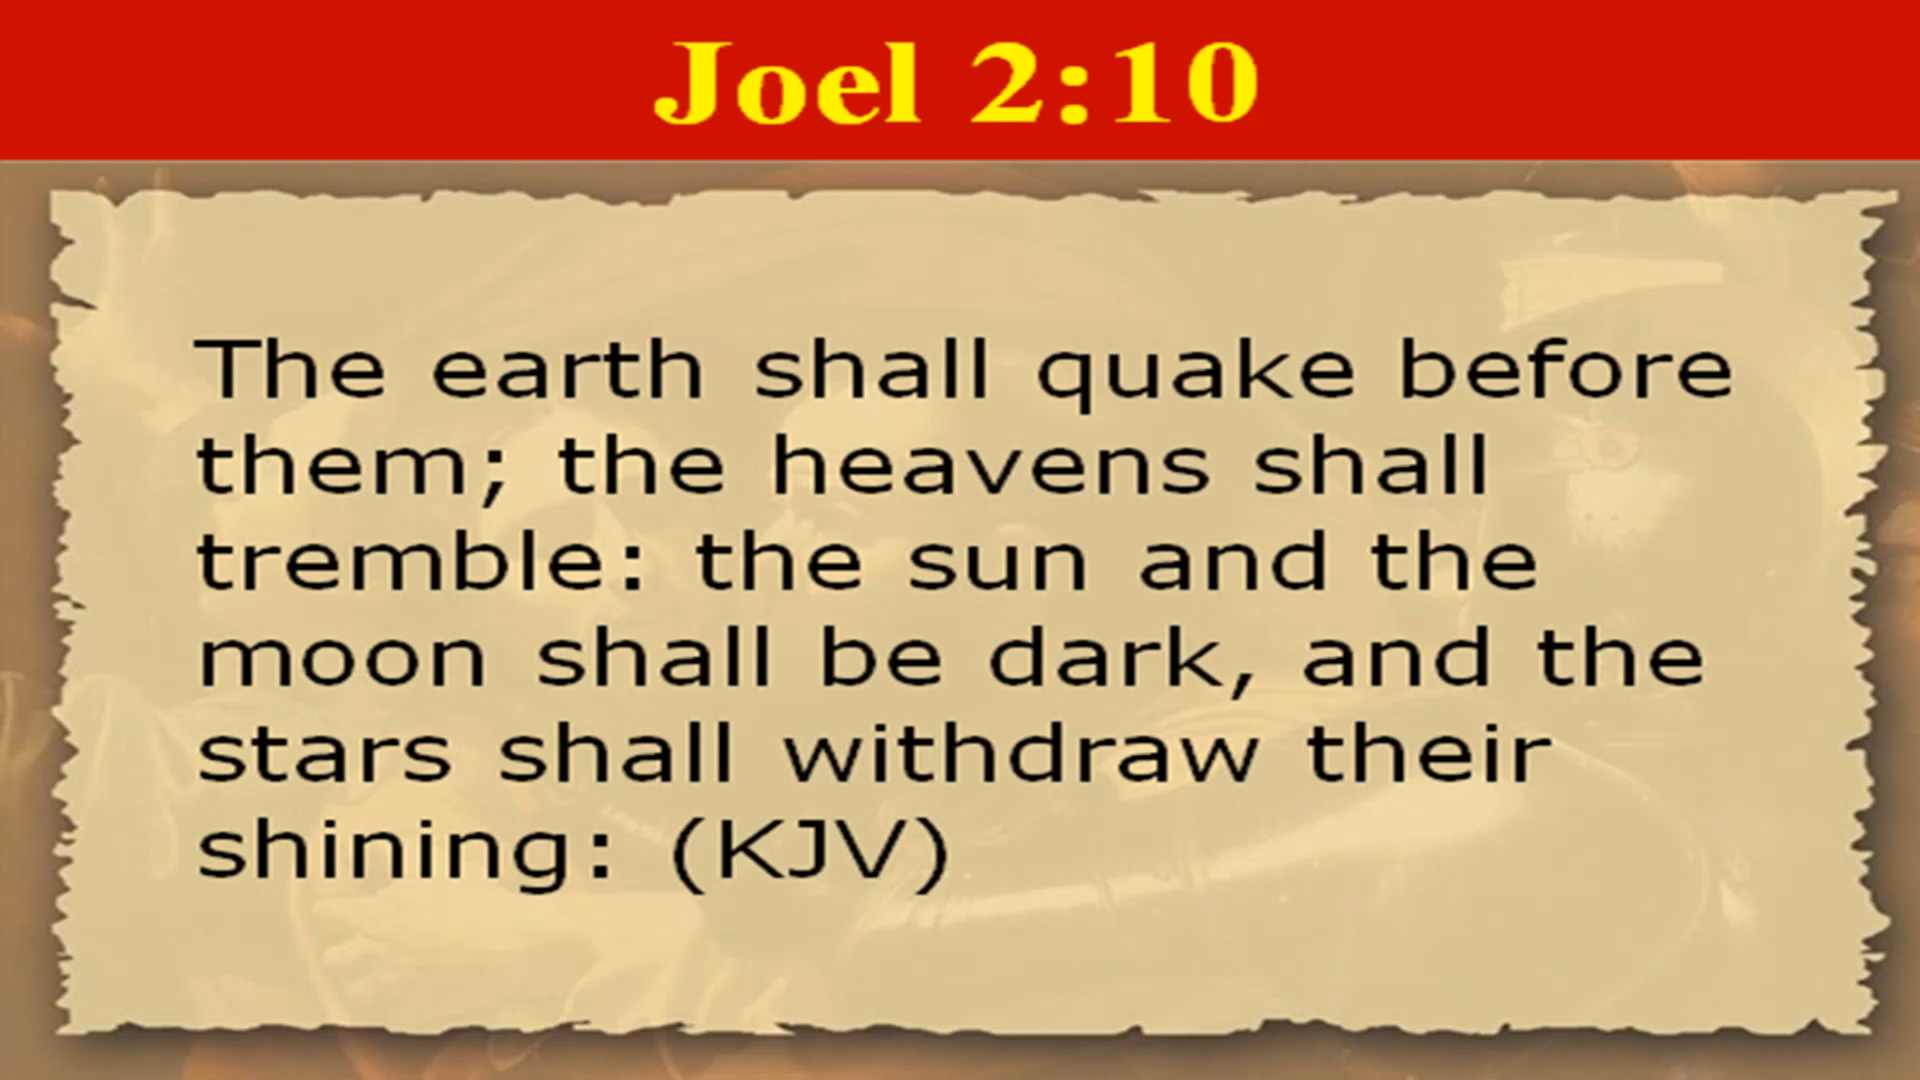 Joel 2:10
The earth shall quake before
them; the heavens shall
tremble: the sun and the
moon shall be dark, and the
stars shall withdraw their
shining: (KJV)